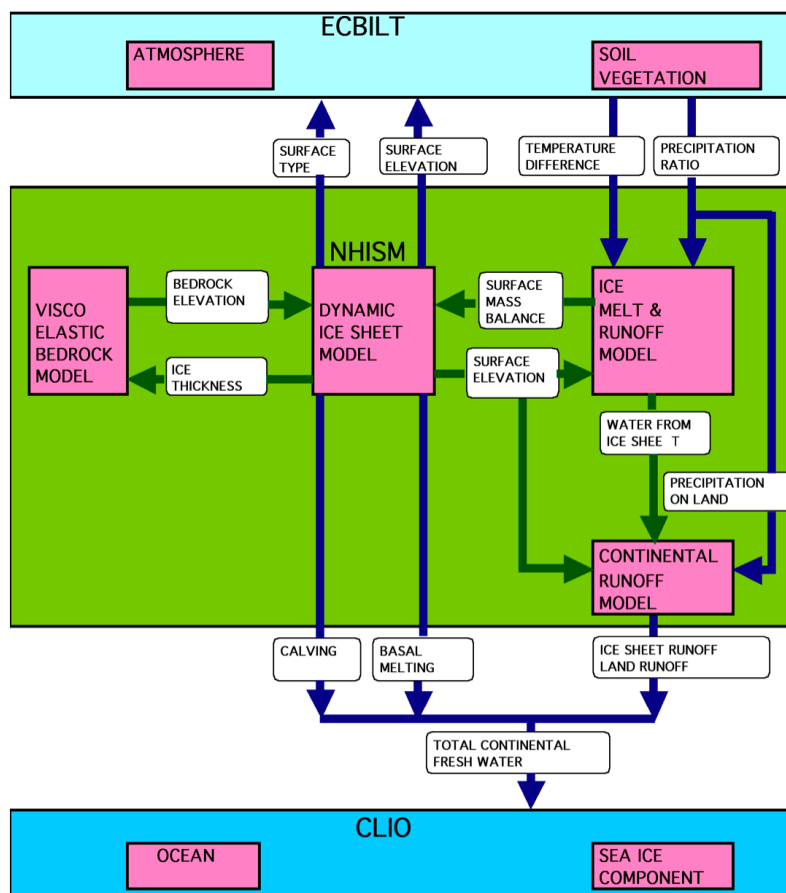 ECBILT
ATMOSPHERE
SOIL
VEGETATION
SURFACE
TYPE
SURFACE
ELEVATION
TEMPERATURE
DIFFERENCE
PRECIPITATION
RATIO
NHISM
VISCO
ELASTIC
BEDROCK
MODEL
BEDROCK
ELEVATION
ICE
THICKNESS
DYNAMIC
ICE SHEET
MODEL
SURFACE
MASS
BALANCE
SURFACE
ELEVATION
ICE
MELT &
RUNOFF
MODEL
WATER FROM
ICE SHEE T
PRECIPITATION
ON LAND
CONTINENTAL
RUNOFF
MODEL
CALVING
BASAL
MELTING
ICE SHEET RUNOFF
LAND RUNOFF
TOTAL CONTINENTAL
FRESH WATER
CLIO
OCEAN
SEA ICE
COMPONENT